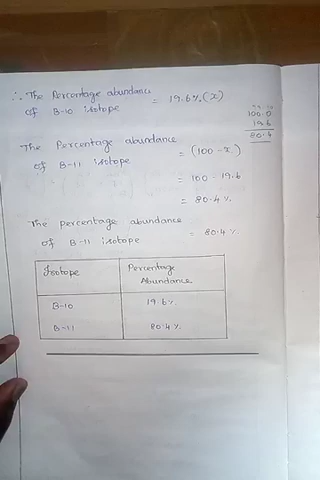 ∴ The Percentage abundance of B-10 isotope = 19.6% (x)
100.0
19.6
80.4
The Percentage abundance of B-11 isotope = (100 - x)
= 100 - 19.6
= 80.4%
The percentage abundance of B-11 isotope = 80.4%
Isotope Percentage Abundance
B-10 19.6%
B-11 80.4%